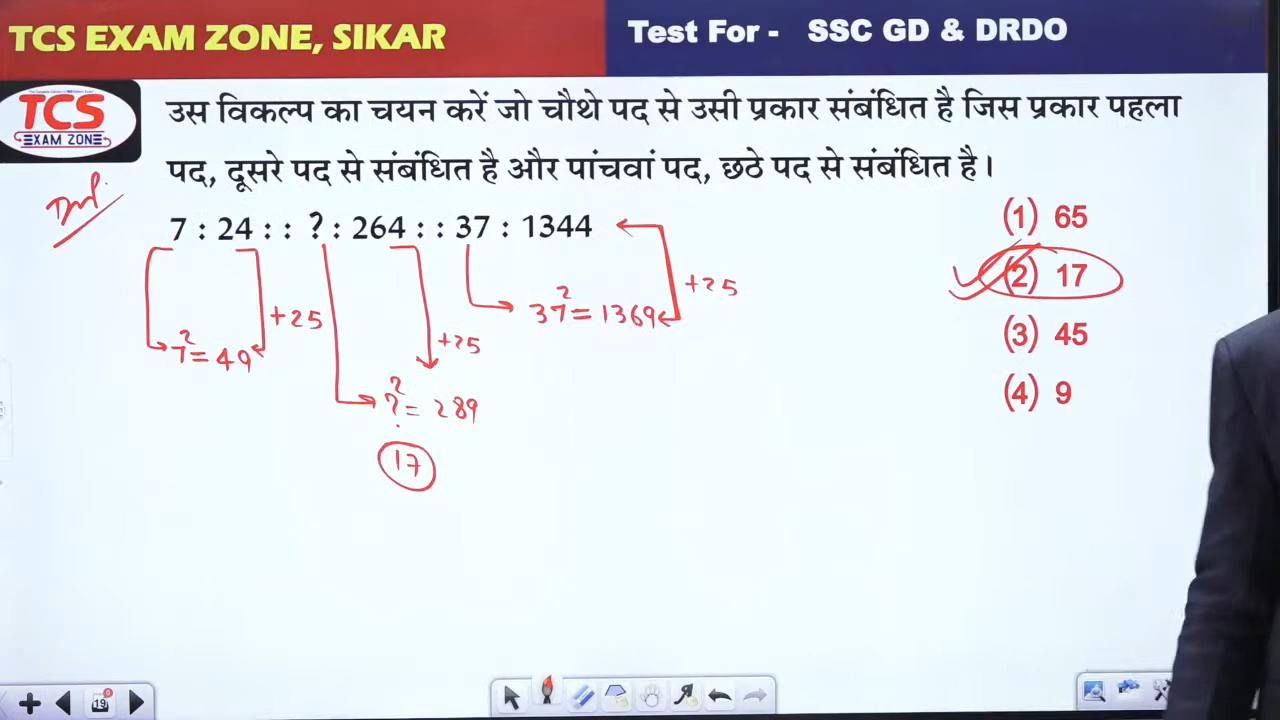 TCS EXAM ZONE, SIKAR
Test For - SSC GD & DRDO
TCS
EXAM ZONE
उस विकल्प का चयन करें जो चौथे पद से उसी प्रकार संबंधित है जिस प्रकार पहला
पद, दूसरे पद से संबंधित है और पांचवां पद, छठे पद से संबंधित है।
7 : 24 : : ? : 264 : : 37 : 1344
(1) 65
(2) 17
(3) 45
(4) 9
+25
37² = 1369
+25
+25
7² = 49
?² = 289
17
19